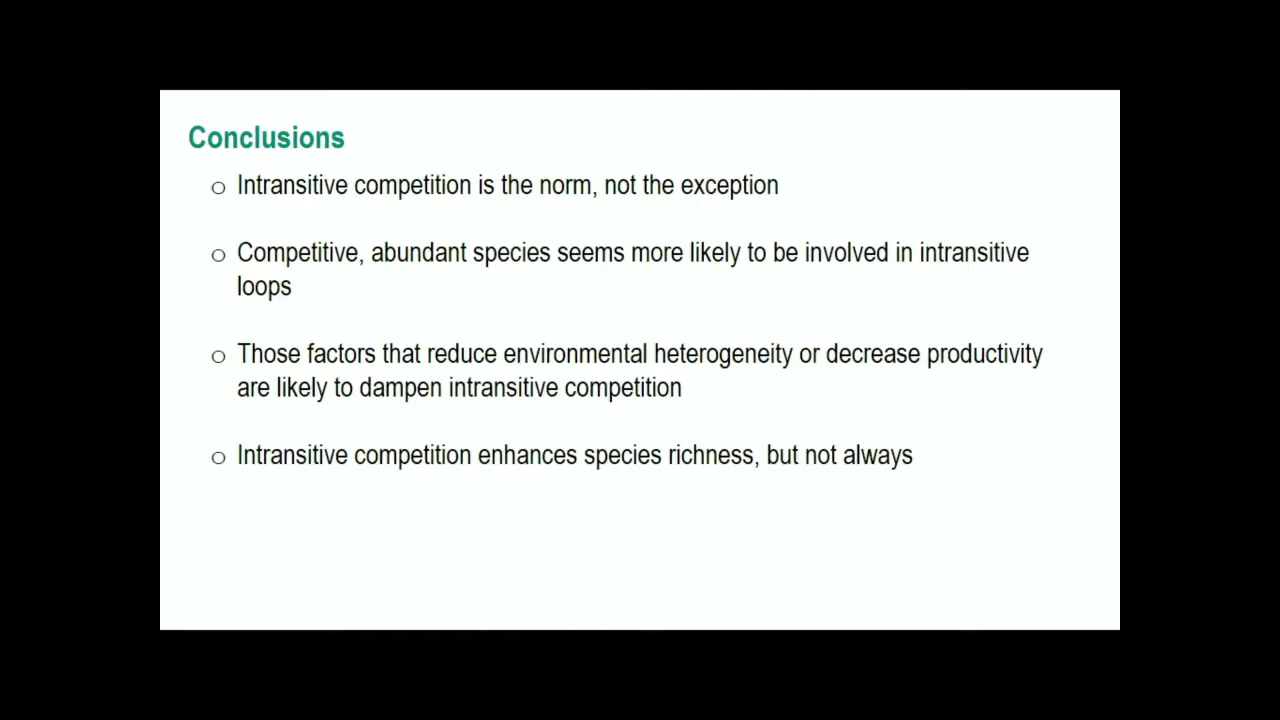 Conclusions
o Intransitive competition is the norm, not the exception
o Competitive, abundant species seems more likely to be involved in intransitive
loops
o Those factors that reduce environmental heterogeneity or decrease productivity
are likely to dampen intransitive competition
o Intransitive competition enhances species richness, but not always